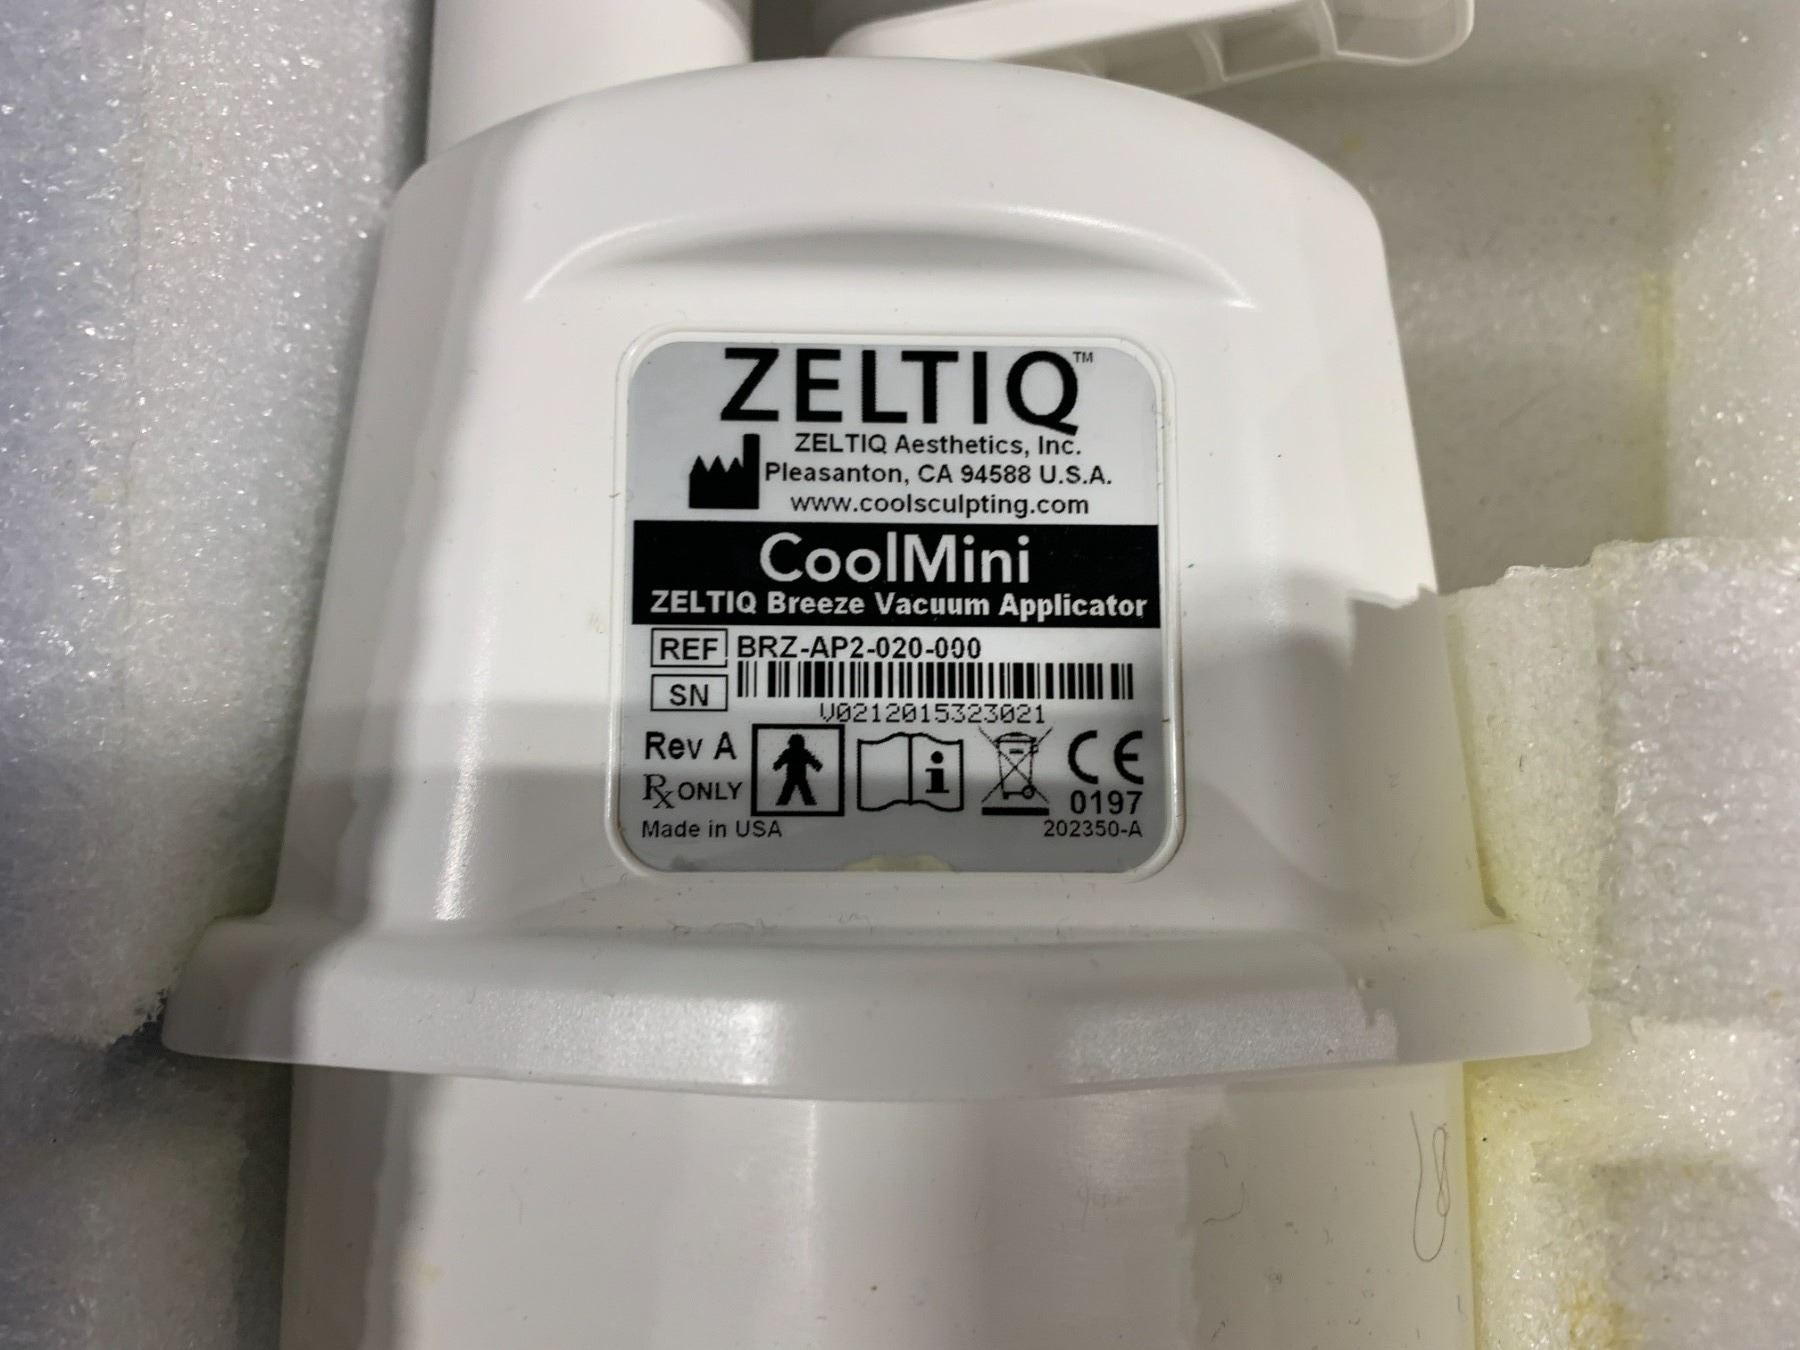 ZELTIQ™
ZELTIQ Aesthetics, Inc.
Pleasanton, CA 94588 U.S.A.
www.coolsculpting.com
CoolMini
ZELTIQ Breeze Vacuum Applicator
REF BRZ-AP2-020-000
SN
V0212015323021
Rev A
Rx ONLY
CE
0197
Made in USA
202350-A